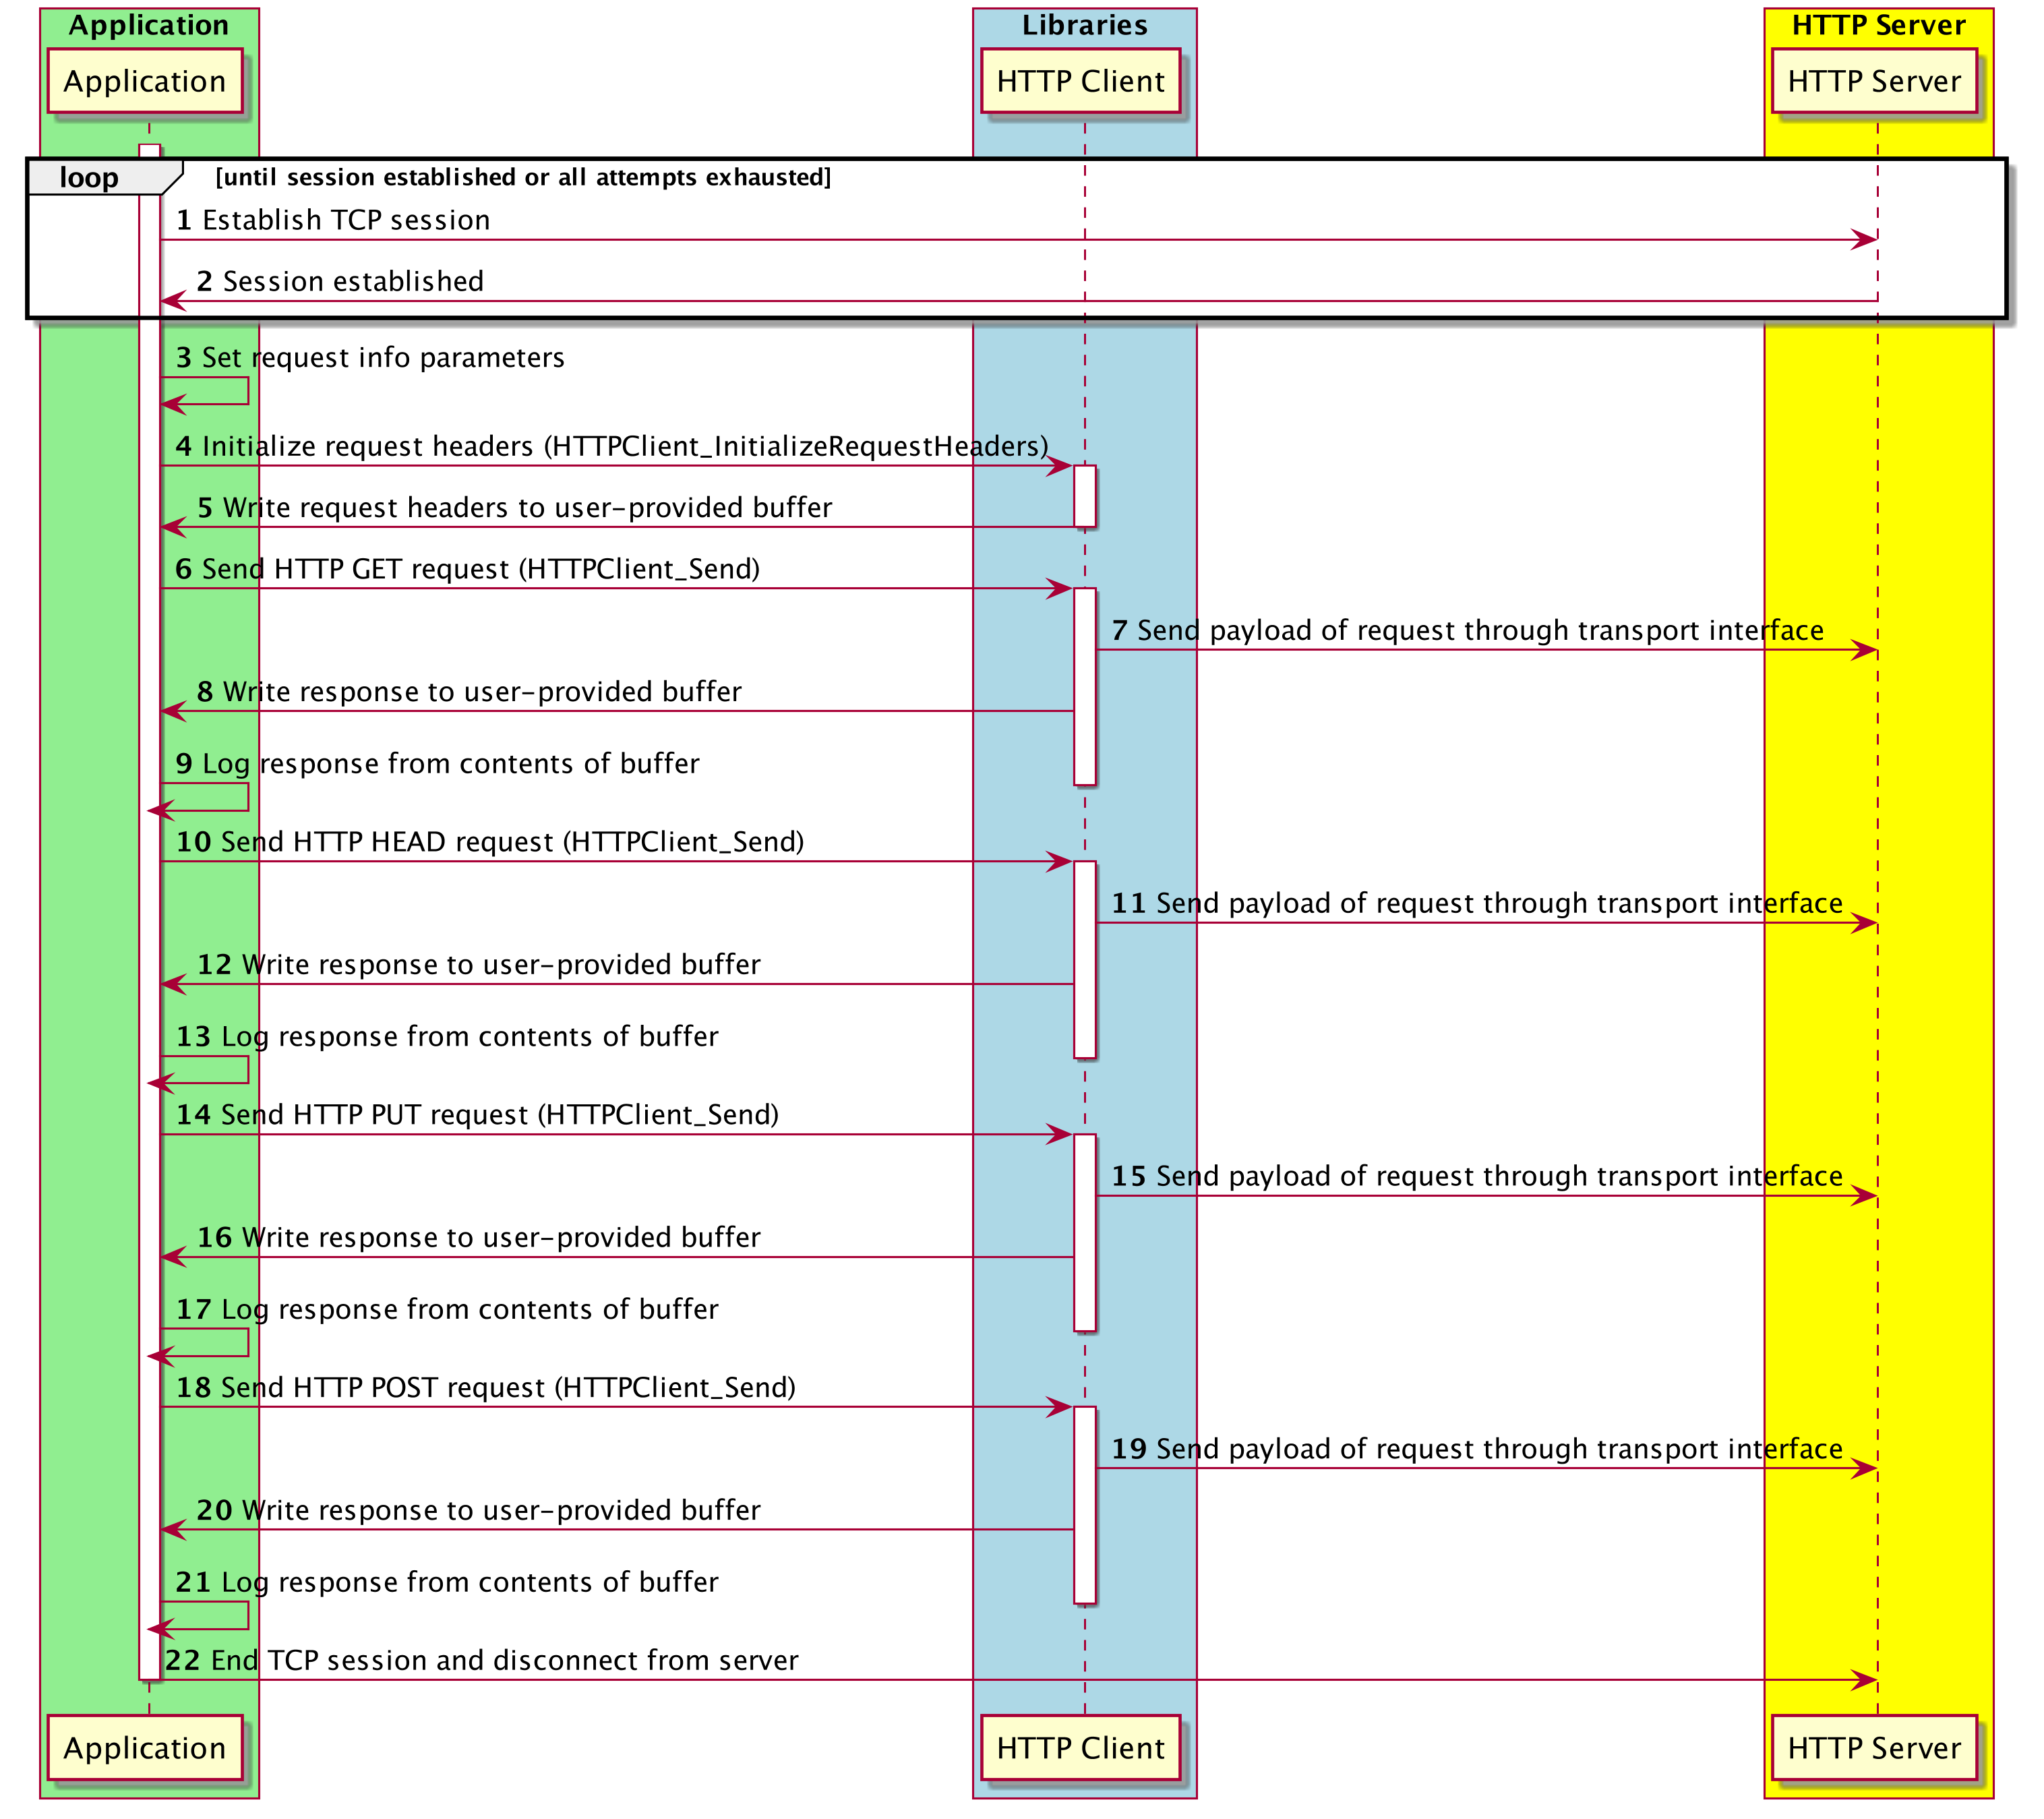 Application
Libraries
HTTP Server
Application
HTTP Client
HTTP Server
loop [until session established or all attempts exhausted]
1 Establish TCP session
2 Session established
3 Set request info parameters
4 Initialize request headers (HTTPClient_InitializeRequestHeaders)
5 Write request headers to user-provided buffer
6 Send HTTP GET request (HTTPClient_Send)
7 Send payload of request through transport interface
8 Write response to user-provided buffer
9 Log response from contents of buffer
10 Send HTTP HEAD request (HTTPClient_Send)
11 Send payload of request through transport interface
12 Write response to user-provided buffer
13 Log response from contents of buffer
14 Send HTTP PUT request (HTTPClient_Send)
15 Send payload of request through transport interface
16 Write response to user-provided buffer
17 Log response from contents of buffer
18 Send HTTP POST request (HTTPClient_Send)
19 Send payload of request through transport interface
20 Write response to user-provided buffer
21 Log response from contents of buffer
22 End TCP session and disconnect from server
Application
HTTP Client
HTTP Server